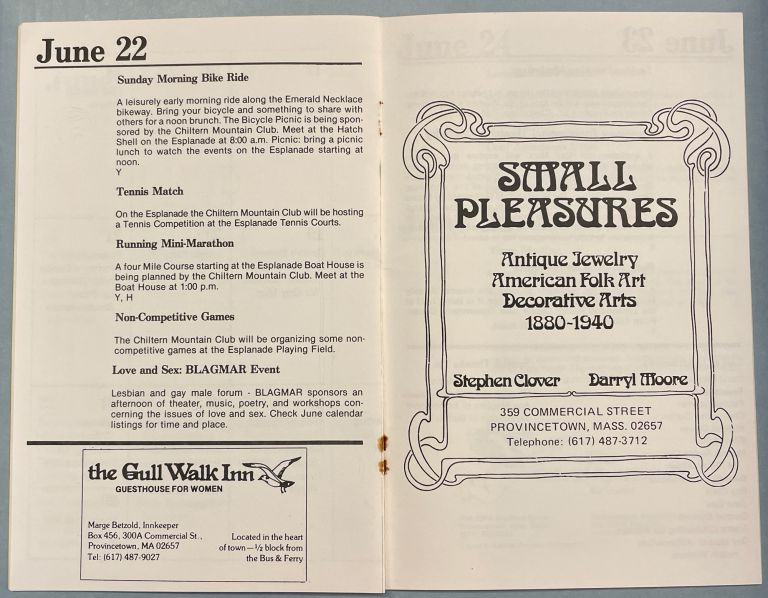 June 22
Sunday Morning Bike Ride
A leisurely early morning ride along the Emerald Necklace
bikeway. Bring your bicycle and something to share with
others for a noon brunch. The Bicycle Picnic is being spon-
sored by the Chiltern Mountain Club. Meet at the Hatch
Shell on the Esplanade at 8:00 a.m. Picnic: bring a picnic
lunch to watch the events on the Esplanade starting at
noon.
Y
Tennis Match
On the Esplanade the Chiltern Mountain Club will be hosting
a Tennis Competition at the Esplanade Tennis Courts.
Running Mini-Marathon
A four Mile Course starting at the Esplanade Boat House is
being planned by the Chiltern Mountain Club. Meet at the
Boat House at 1:00 p.m.
Y, H
Non-Competitive Games
The Chiltern Mountain Club will be organizing some non-
competitive games at the Esplanade Playing Field.
Love and Sex: BLAGMAR Event
Lesbian and gay male forum - BLAGMAR sponsors an
afternoon of theater, music, poetry, and workshops con-
cerning the issues of love and sex. Check June calendar
listings for time and place.
the Gull Walk Inn
GUESTHOUSE FOR WOMEN
Marge Betzold, Innkeeper
Box 456, 300A Commercial St.,
Provincetown, MA 02657
Tel: (617) 487-9027
Located in the heart
of town—½ block from
the Bus & Ferry
June 24
June 23
SMALL
PLEASURES
Antique Jewelry
American Folk Art
Decorative Arts
1880-1940
Stephen Clover Darryl Moore
359 COMMERCIAL STREET
PROVINCETOWN, MASS. 02657
Telephone: (617) 487-3712